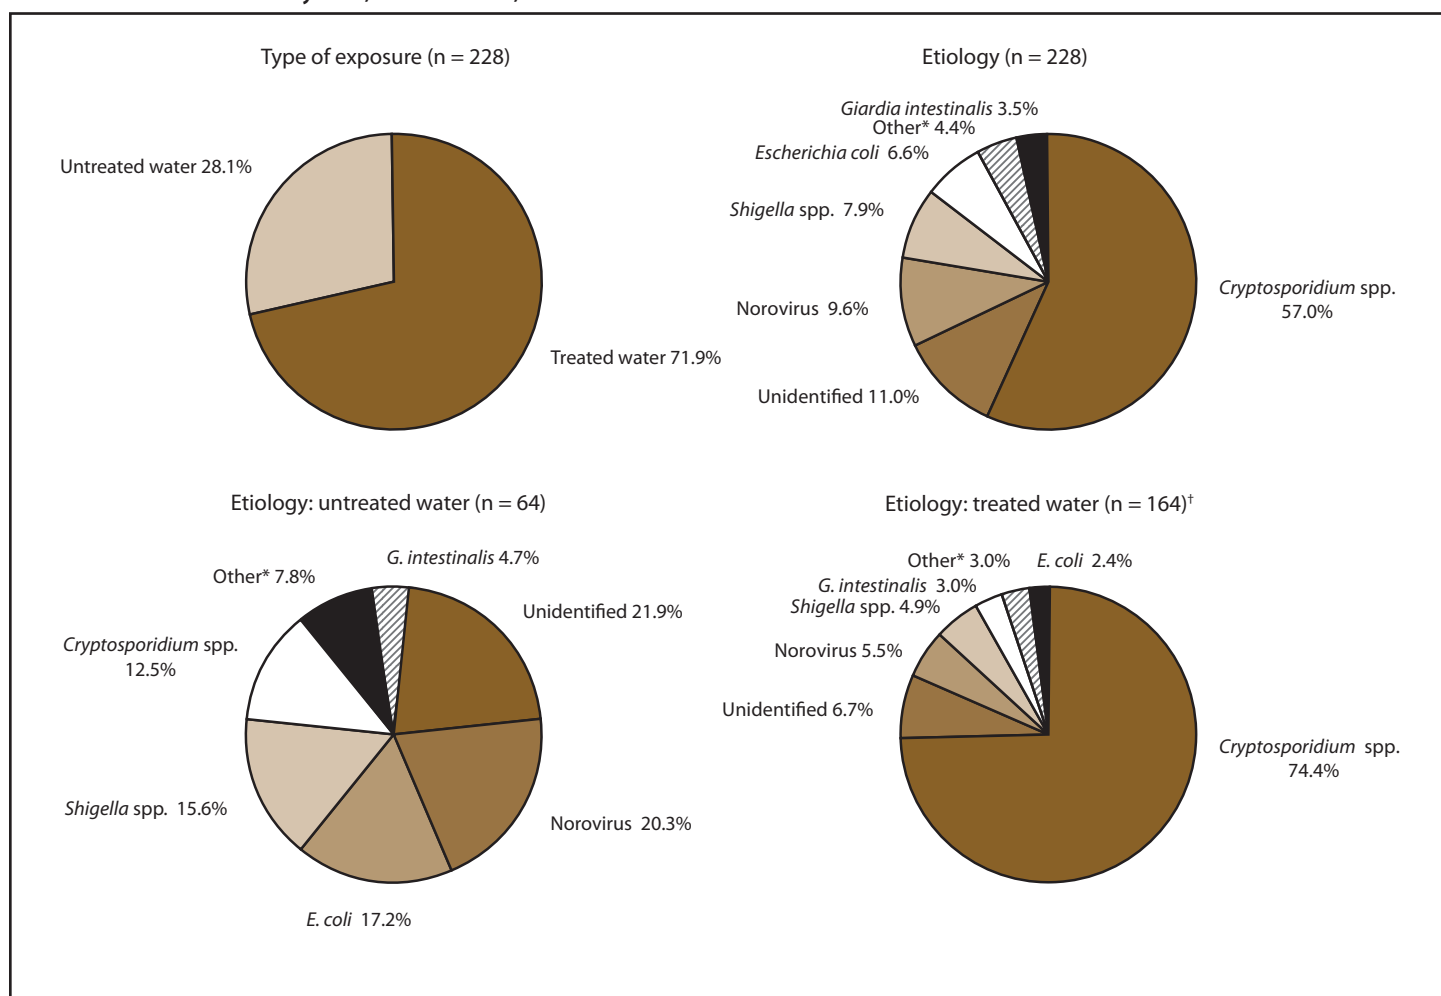 Type of exposure (n = 228)
Untreated water 28.1%
Treated water 71.9%
Etiology (n = 228)
Giardia intestinalis 3.5%
Other* 4.4%
Escherichia coli 6.6%
Shigella spp. 7.9%
Norovirus 9.6%
Unidentified 11.0%
Cryptosporidium spp.
57.0%
Etiology: untreated water (n = 64)
G. intestinalis 4.7%
Other* 7.8%
Unidentified 21.9%
Cryptosporidium spp.
12.5%
Shigella spp. 15.6%
Norovirus 20.3%
E. coli 17.2%
Etiology: treated water (n = 164)†
Other* 3.0%
E. coli 2.4%
G. intestinalis 3.0%
Shigella spp. 4.9%
Norovirus 5.5%
Unidentified 6.7%
Cryptosporidium spp.
74.4%